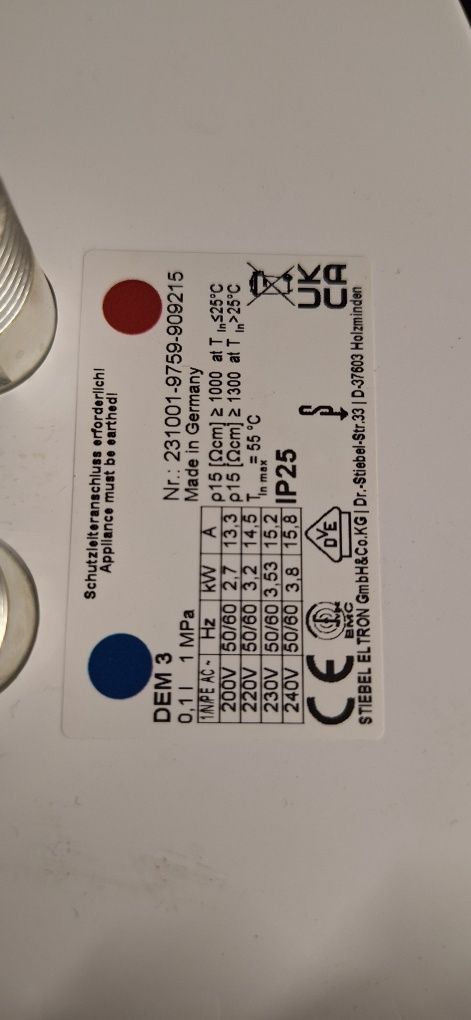 Schutzleiteranschluss erforderlich!
Appliance must be earthed!
DEM 3
Nr.: 231001-9759-909215
0,1 l 1 MPa
Made in Germany
1/N/PE AC~ Hz kW A
200V 50/60 2,7 13,3
220V 50/60 3,2 14,5
230V 50/60 3,53 15,2
240V 50/60 3,8 15,8
ρ15 [Ωcm] ≥ 1000 at T In≤25°C
ρ15 [Ωcm] ≥ 1300 at T In>25°C
T In max = 55 °C
IP25
CE
EMC
DVE
S
UK
CA
STIEBEL ELTRON GmbH&Co.KG | Dr.-Stiebel-Str.33 | D-37603 Holzminden